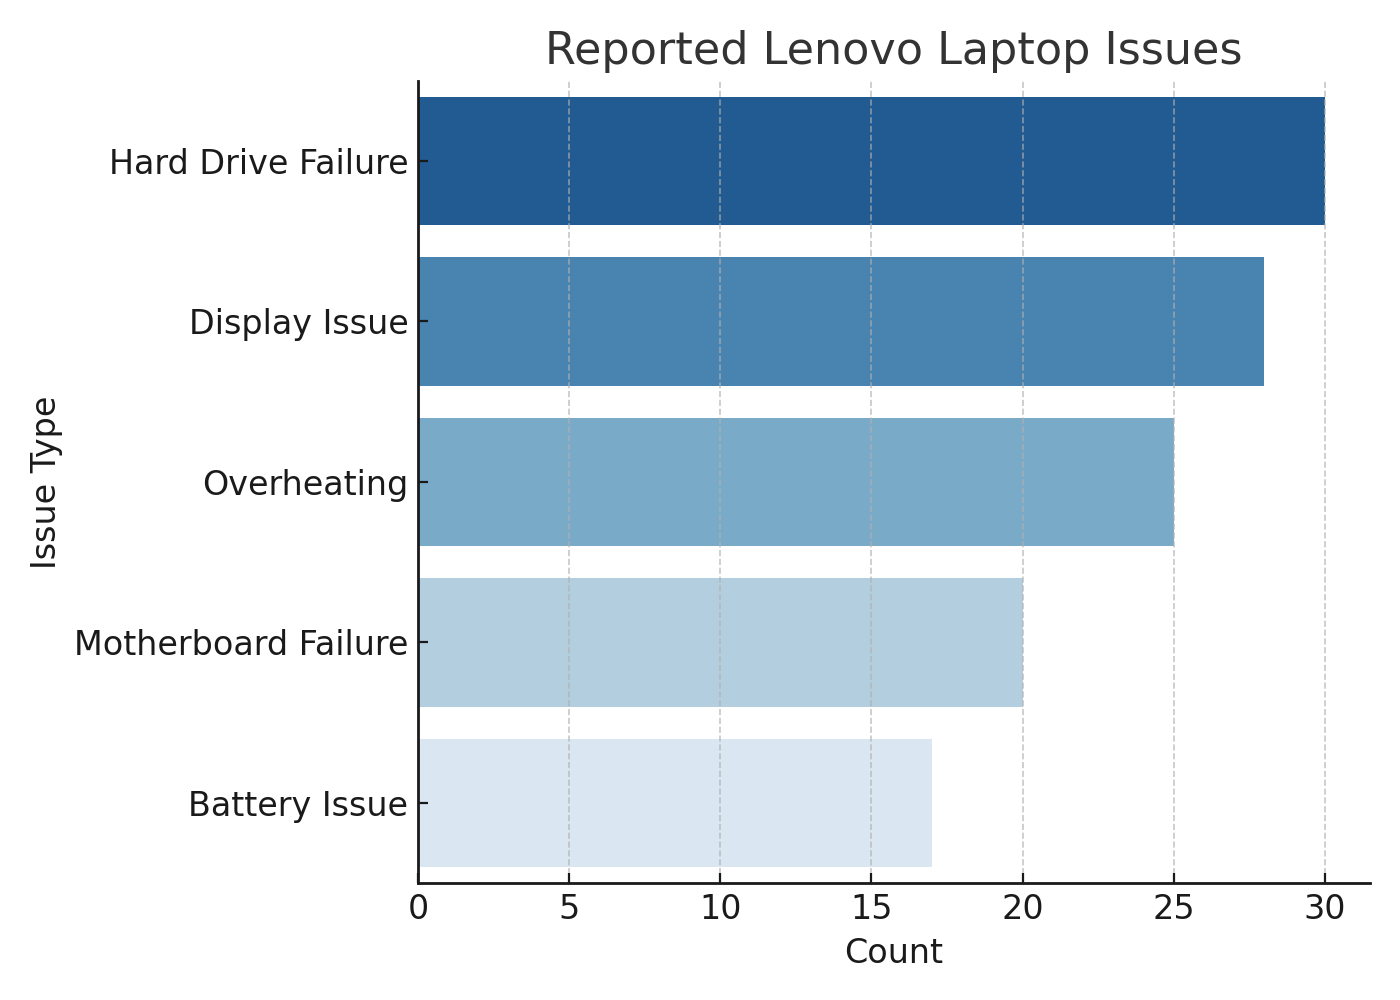 Reported Lenovo Laptop Issues
Hard Drive Failure
Display Issue
Overheating
Motherboard Failure
Battery Issue
Issue Type
0 5 10 15 20 25 30
Count